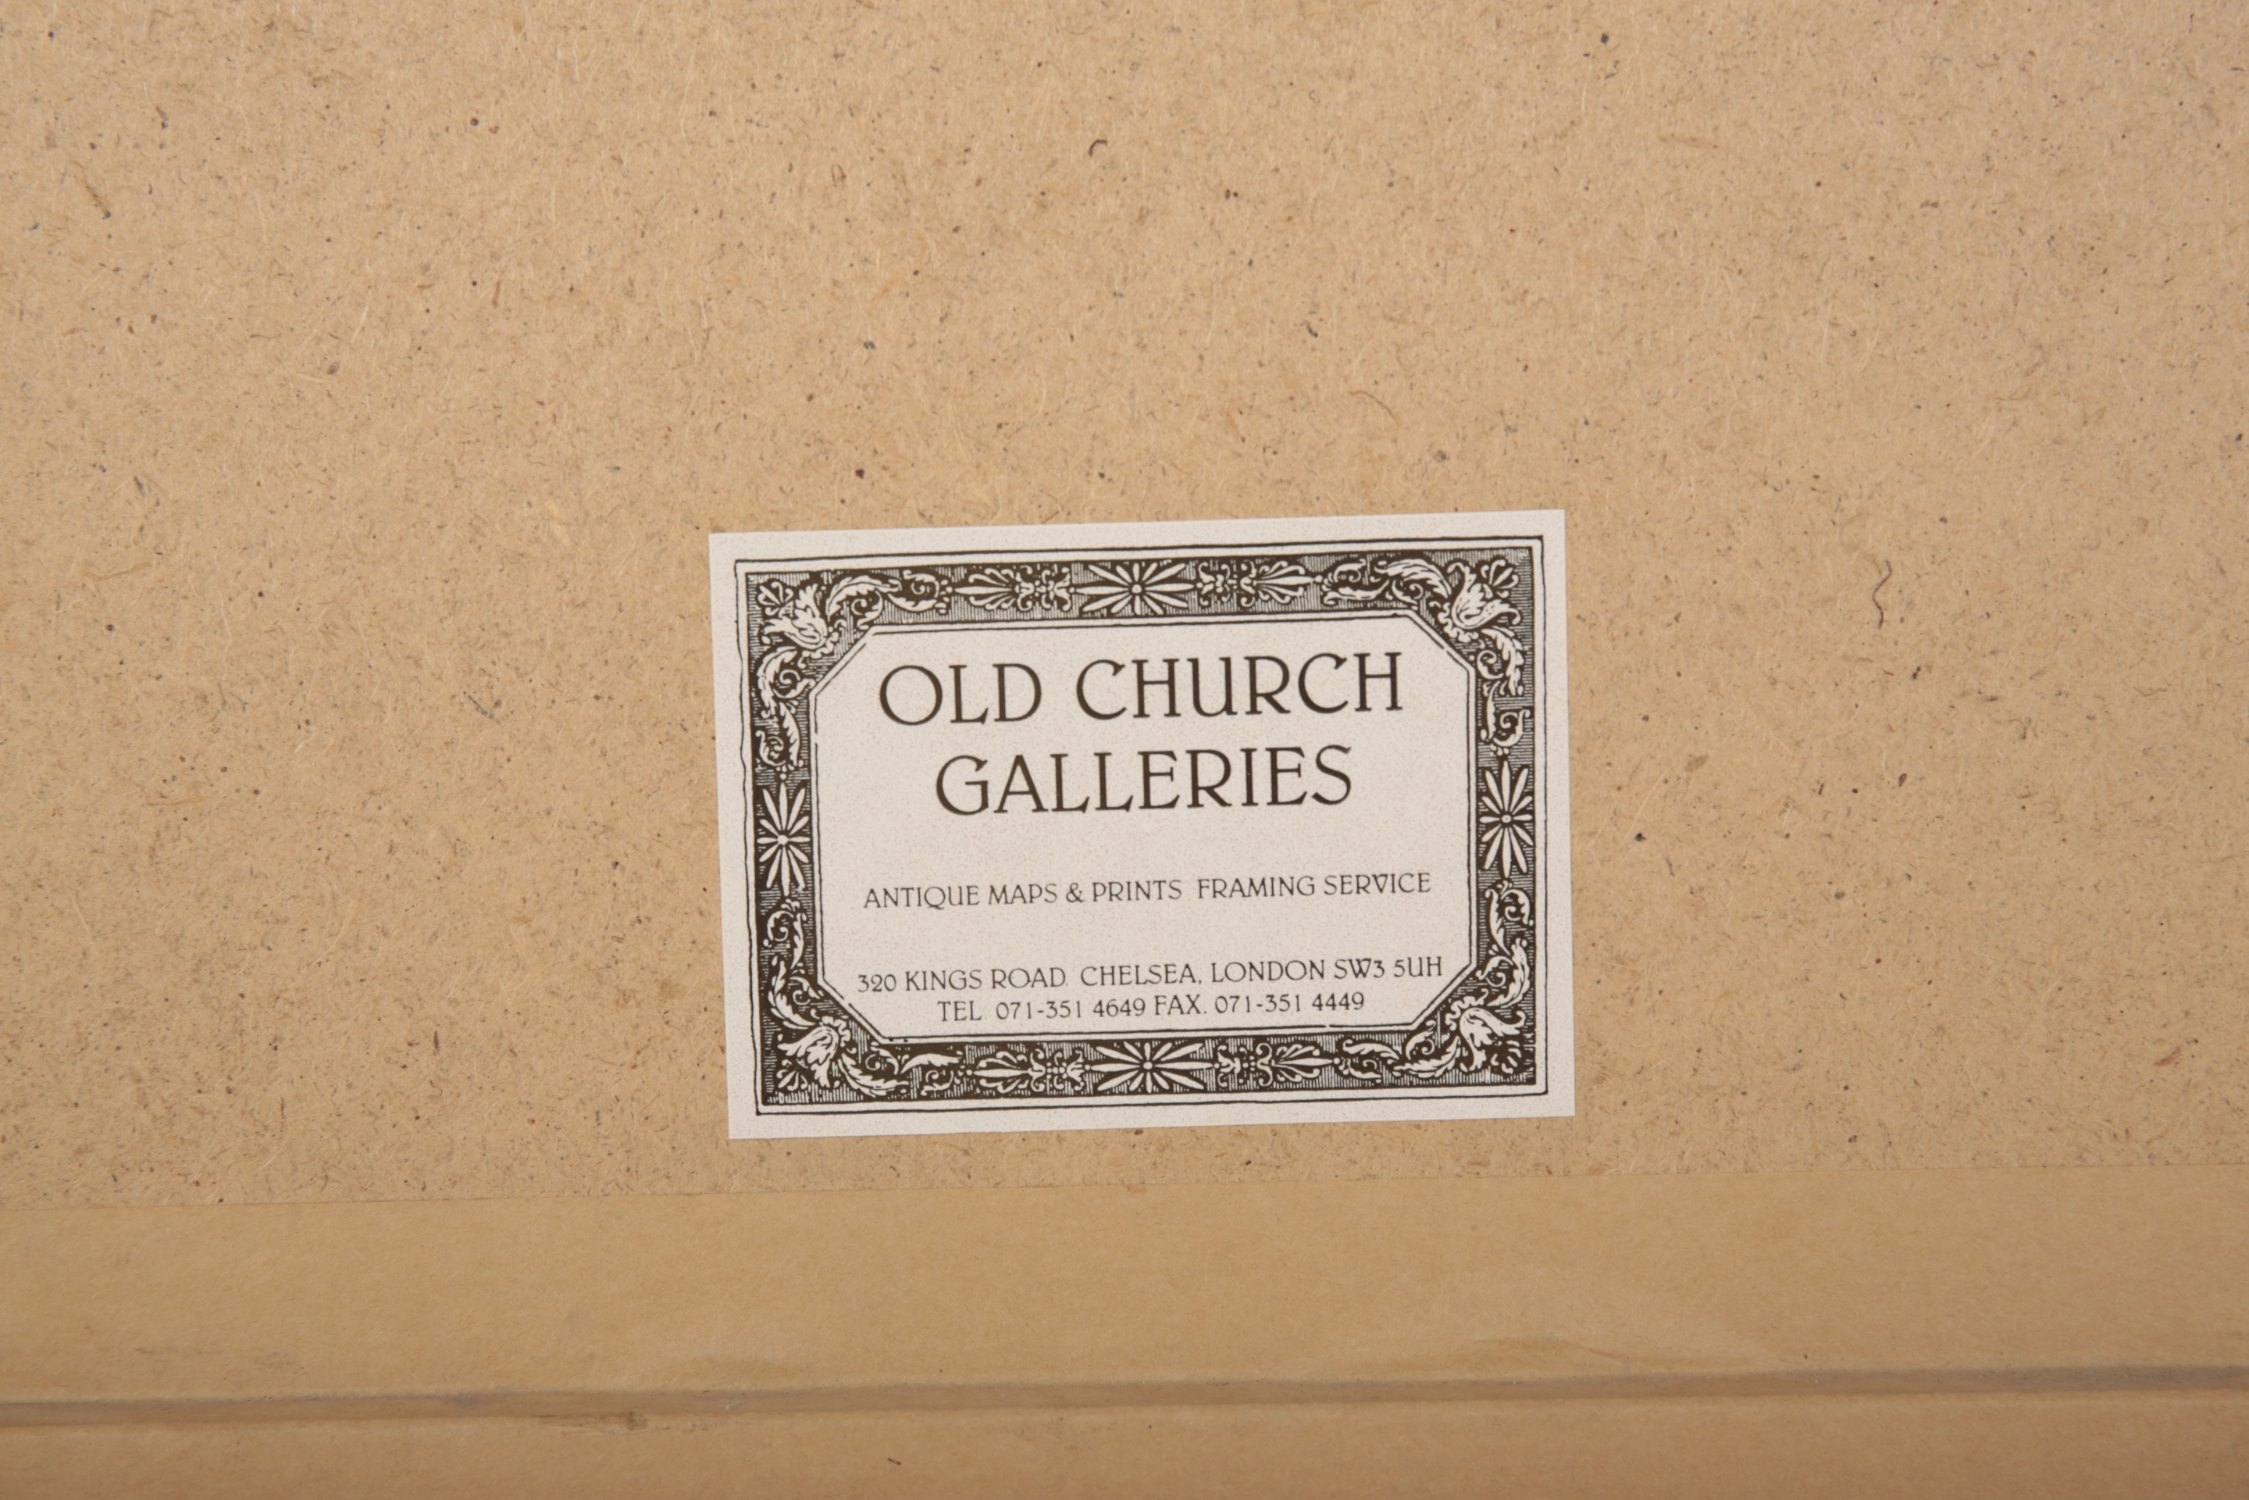 OLD CHURCH
GALLERIES
ANTIQUE MAPS & PRINTS FRAMING SERVICE
320 KINGS ROAD. CHELSEA, LONDON SW3 5UH
TEL. 071-351 4649 FAX. 071-351 4449